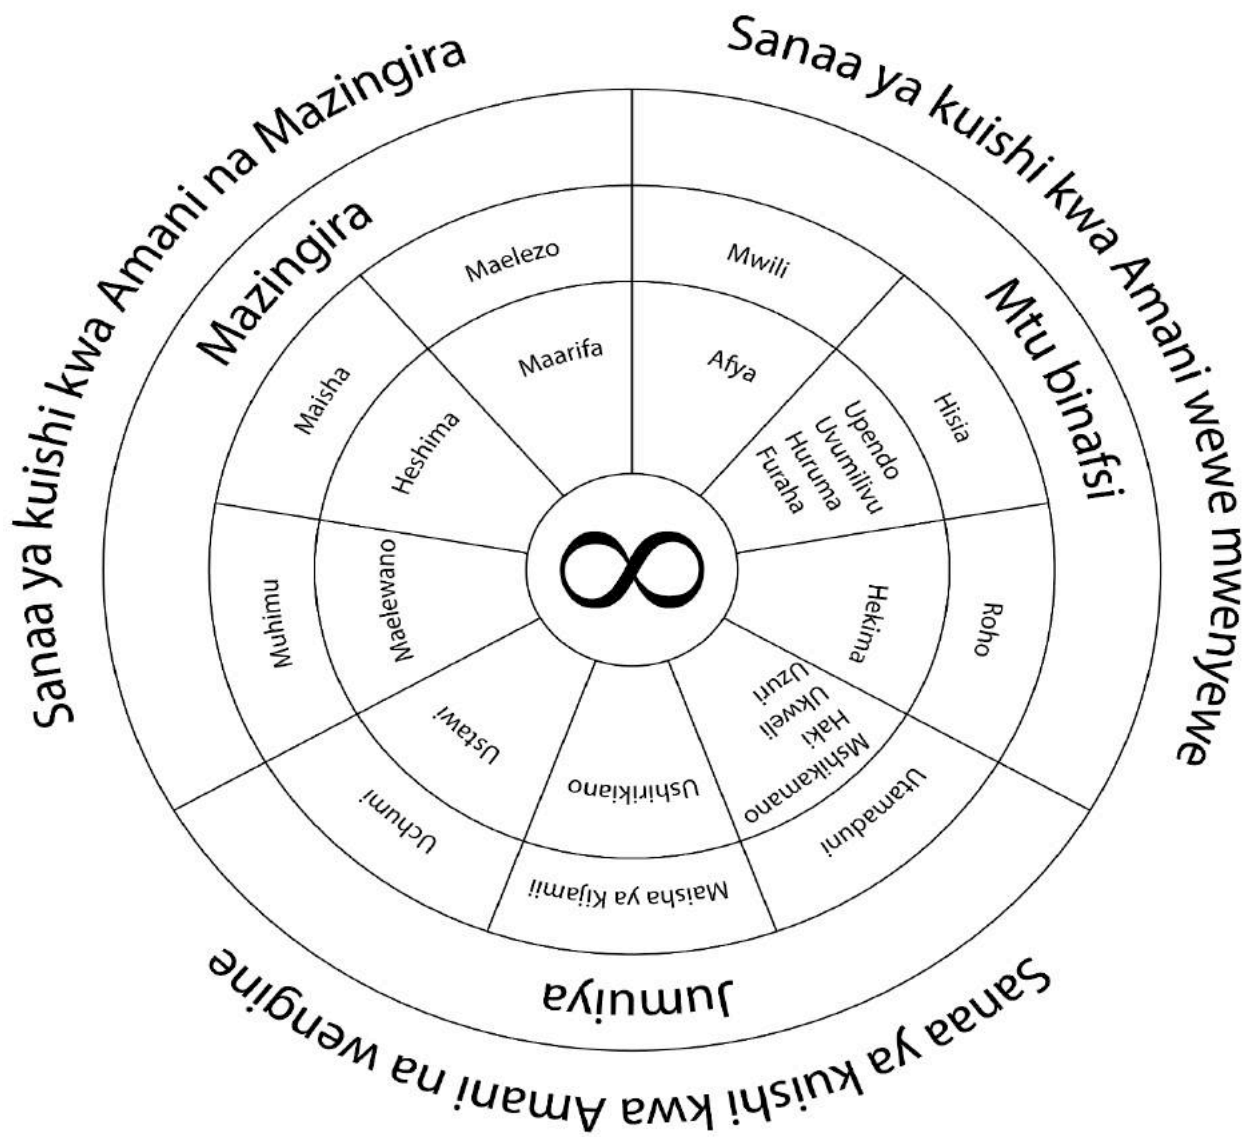 Sanaa ya kuishi kwa Amani na Mazingira
Sanaa ya kuishi kwa Amani wewe mwenyewe
Sanaa ya kuishi kwa Amani na wengine
Mazingira
Mtu binafsi
Jumuiya
Maelezo
Mwili
Hisia
Roho
Utamaduni
Maisha ya Kijamii
Uchumi
Muhimu
Maisha
Maarifa
Afya
Upendo
Uvumilivu
Huruma
Furaha
Hekima
Uzuri
Ukweli
Haki
Mshikamano
Ushirikiano
Ustawi
Maelewano
Heshima
∞